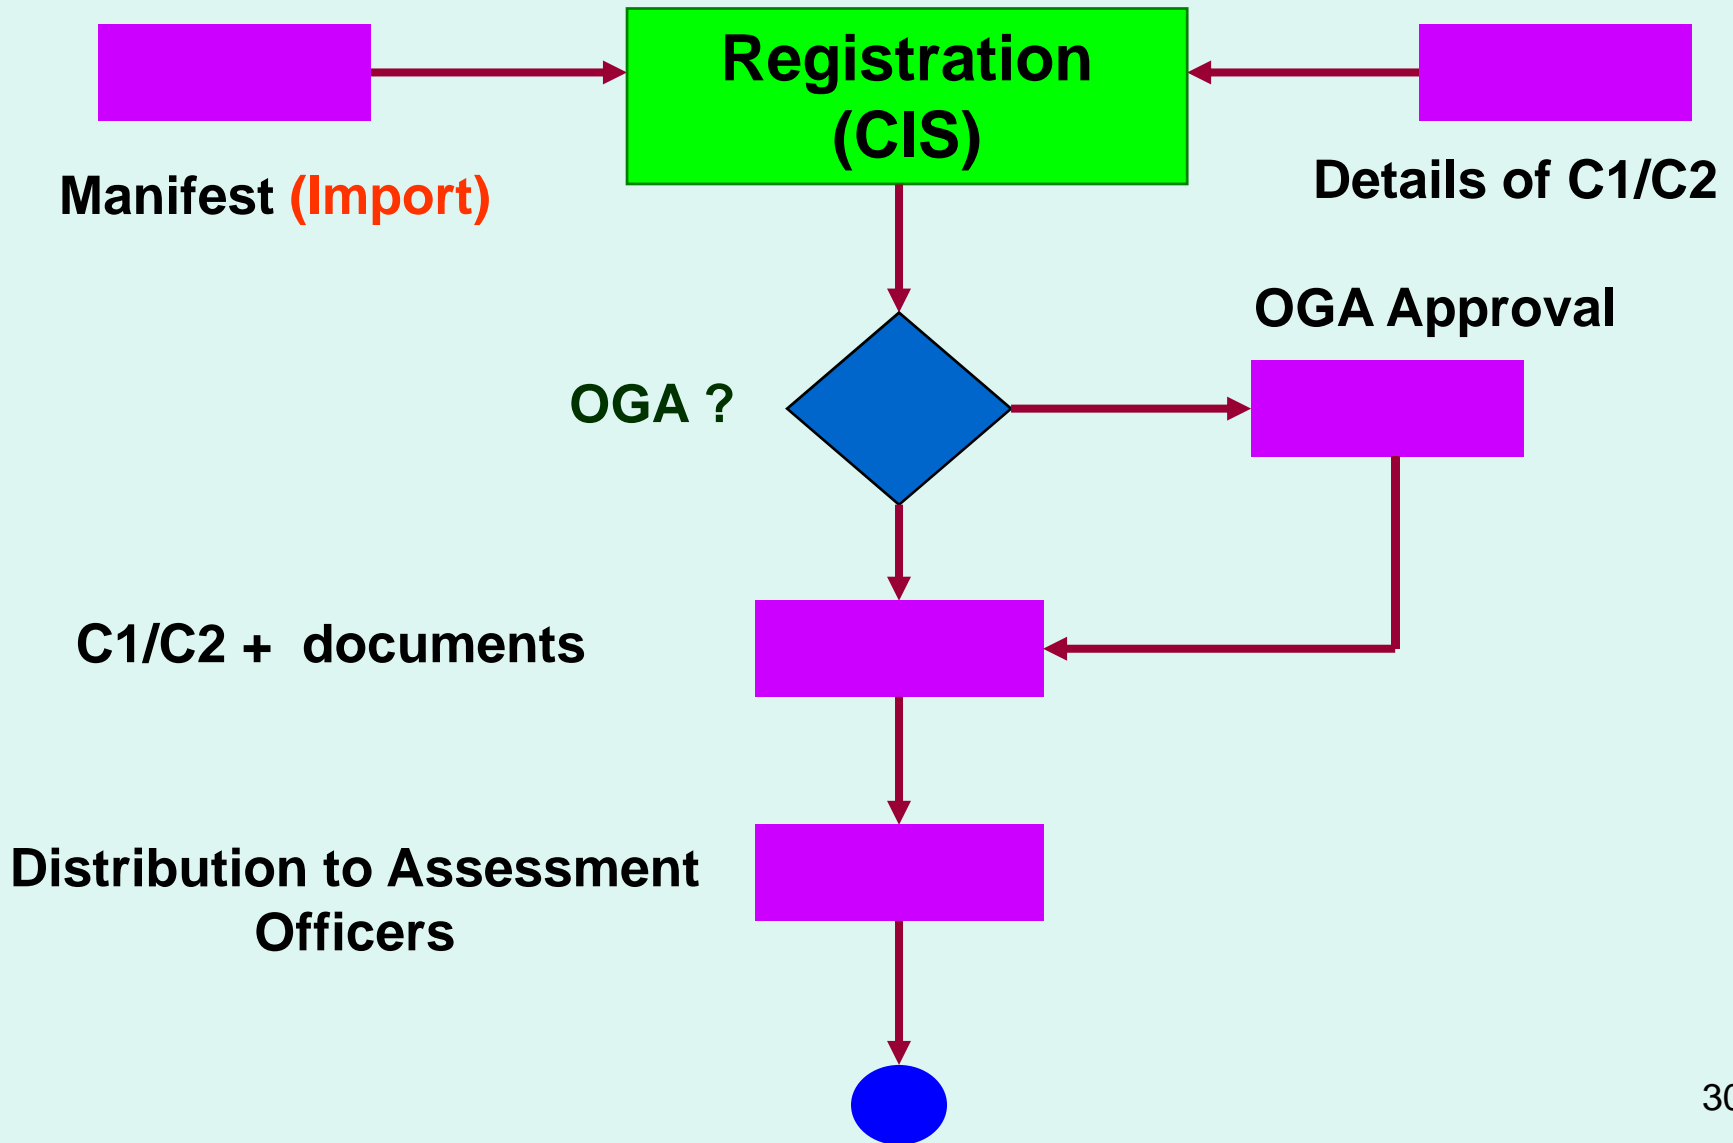 Registration
(CIS)
Manifest (Import)
Details of C1/C2
OGA Approval
OGA ?
C1/C2 + documents
Distribution to Assessment
Officers
30